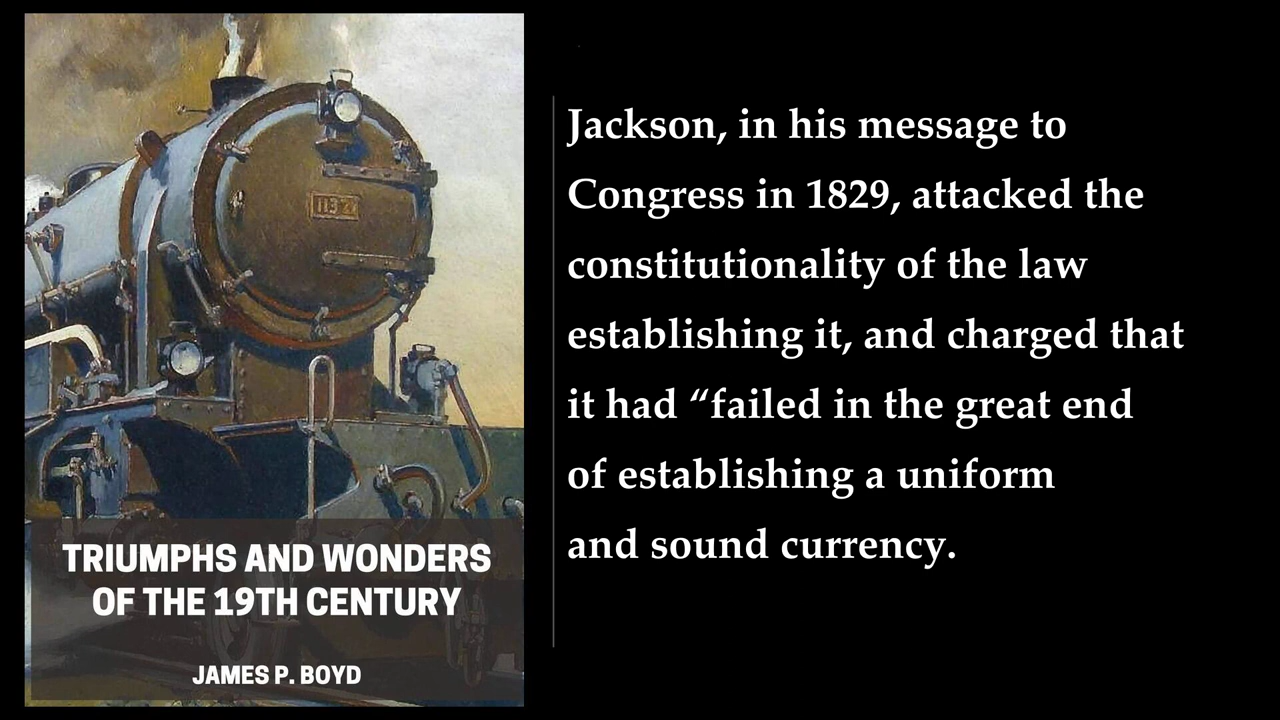 TRIUMPHS AND WONDERS
OF THE 19TH CENTURY
JAMES P. BOYD
Jackson, in his message to
Congress in 1829, attacked the
constitutionality of the law
establishing it, and charged that
it had “failed in the great end
of establishing a uniform
and sound currency.